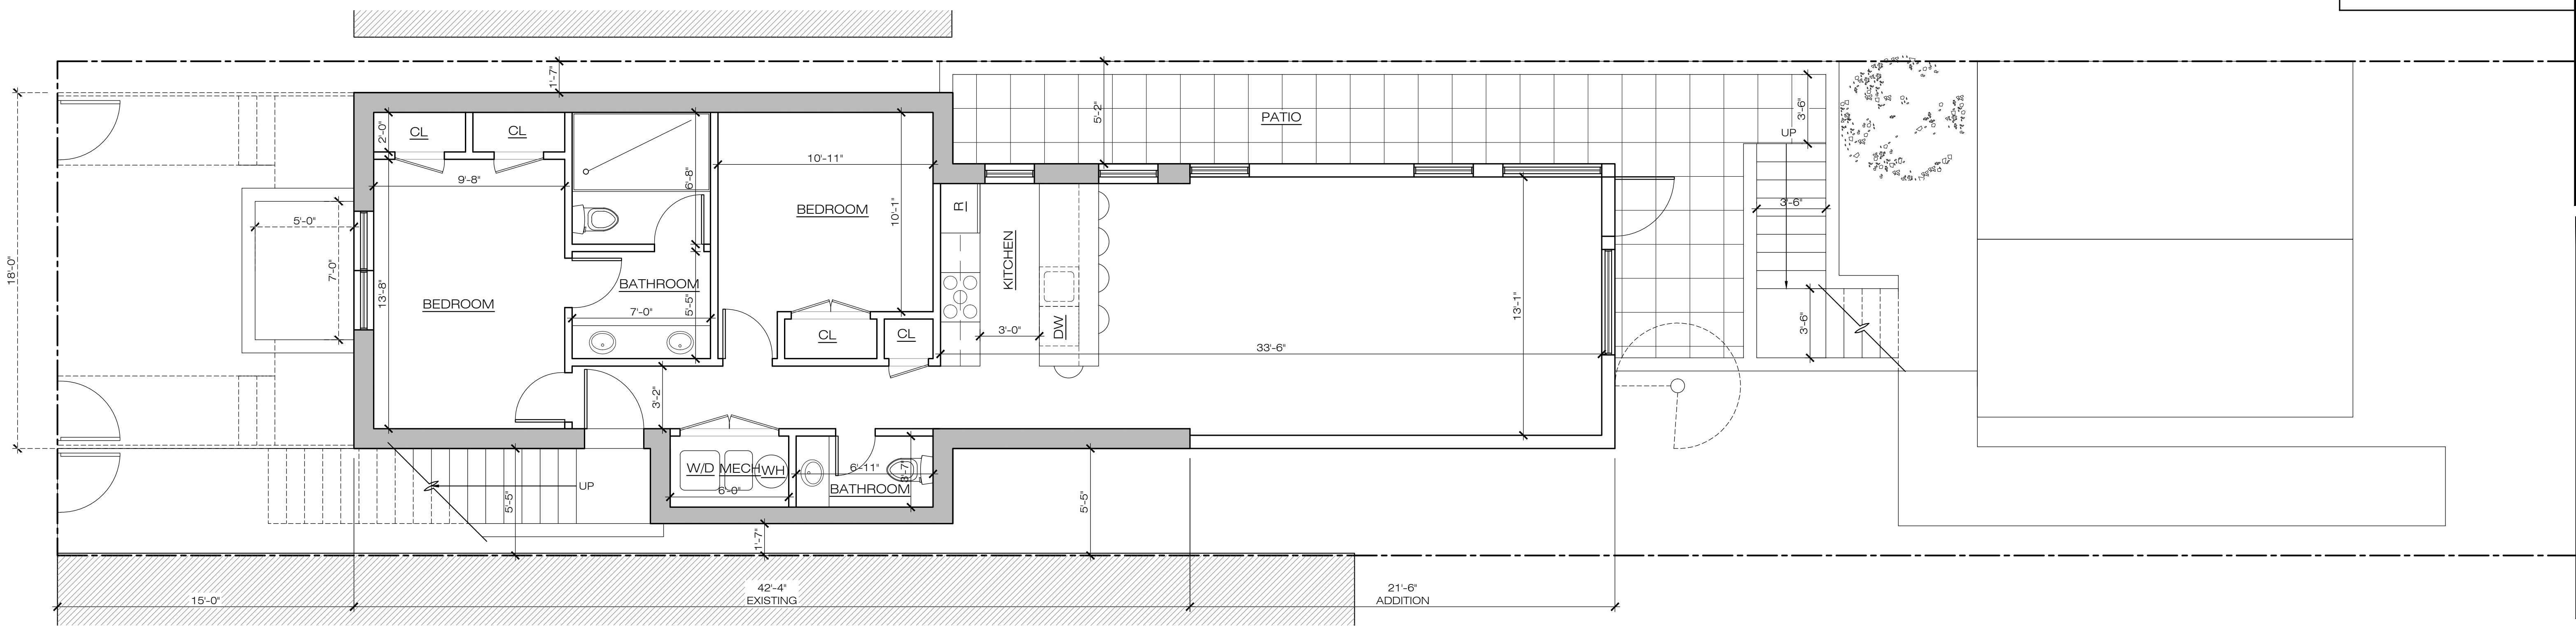 1'-7"
18'-0"
2'-0"
CL
CL
9'-8"
6'-8"
10'-11"
BEDROOM
10'-1"
5'-2"
PATIO
3'-6"
UP
3'-6"
5'-0"
7'-0"
13'-8"
BEDROOM
BATHROOM
7'-0"
5'-5"
R
KITCHEN
3'-0"
DW
CL
CL
33'-6"
13'-1"
3'-6"
3'-2"
UP
5'-5"
W/D
MECH
WH
6'-0"
6'-11"
3'-7"
BATHROOM
1'-7"
5'-5"
15'-0"
42'-4"
EXISTING
21'-6"
ADDITION